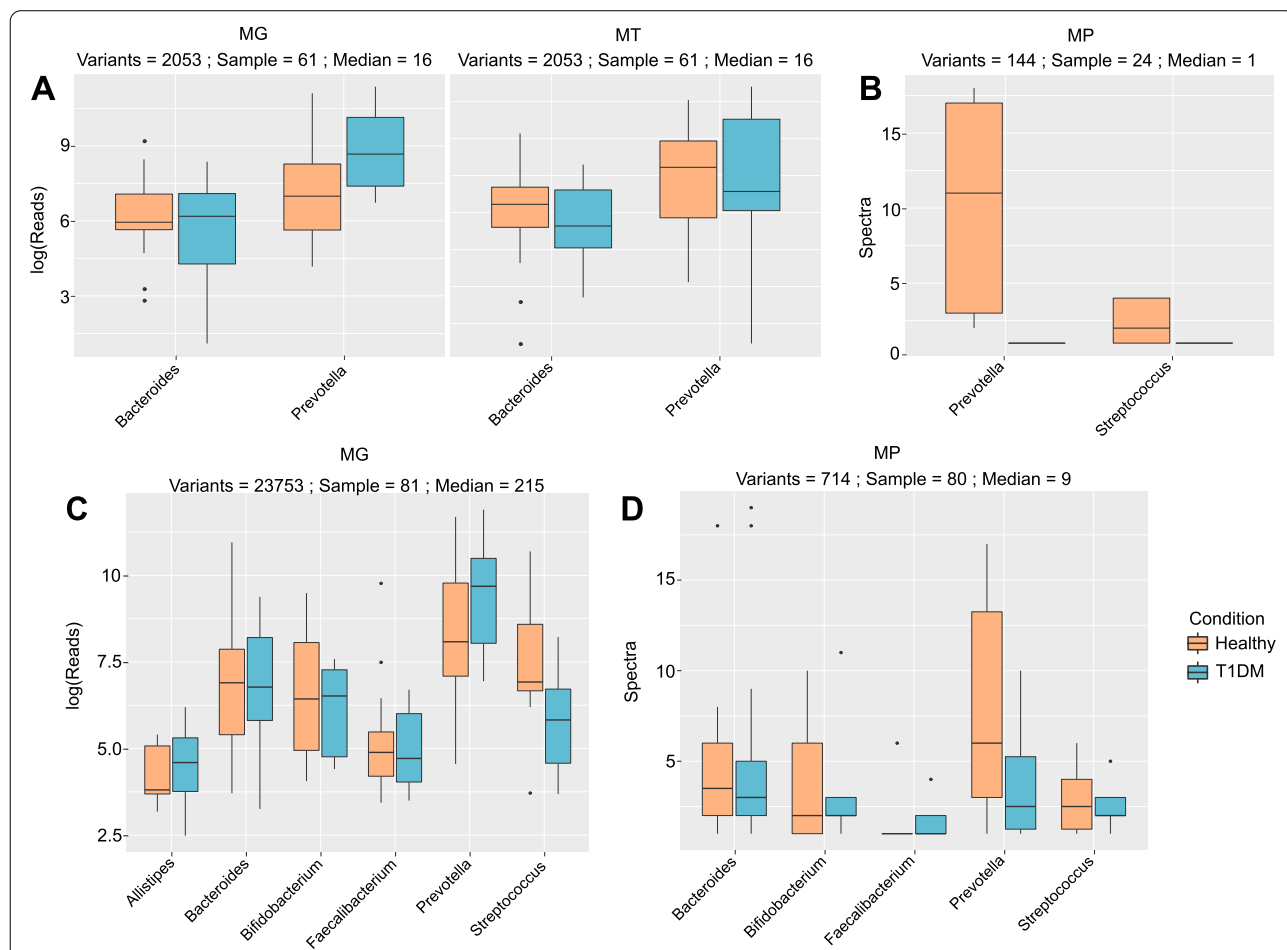 MG
Variants = 2053 ; Sample = 61 ; Median = 16
MT
Variants = 2053 ; Sample = 61 ; Median = 16
MP
Variants = 144 ; Sample = 24 ; Median = 1
A
log(Reads)
9
6
3
Bacteroides
Prevotella
Bacteroides
Prevotella
B
Spectra
15
10
5
0
Prevotella
Streptococcus
MG
Variants = 23753 ; Sample = 81 ; Median = 215
C
log(Reads)
10
7.5
5.0
2.5
Allistipes
Bacteroides
Bifidobacterium
Faecalibacterium
Prevotella
Streptococcus
MP
Variants = 714 ; Sample = 80 ; Median = 9
D
Spectra
15
10
5
Bacteroides
Bifidobacterium
Faecalibacterium
Prevotella
Streptococcus
Condition
Healthy
T1DM